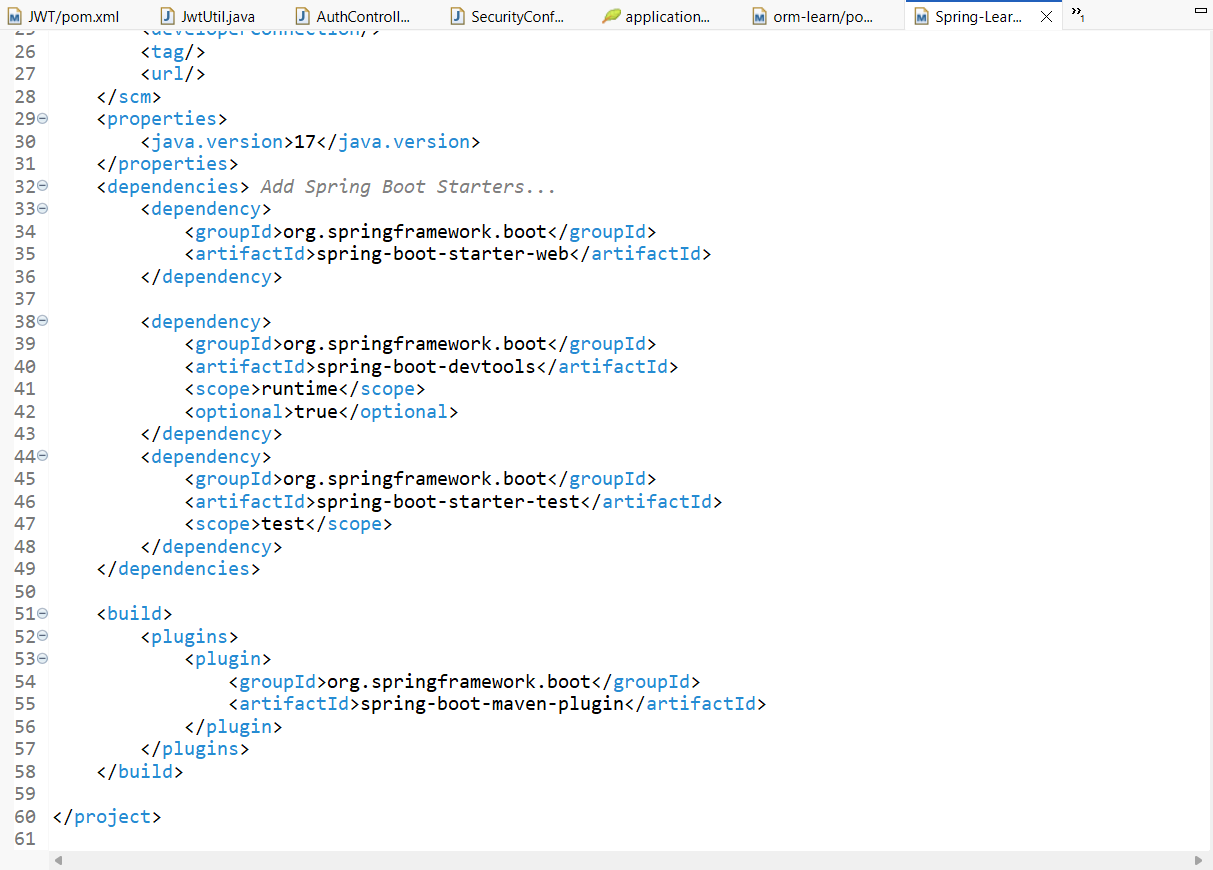 JWT/pom.xml JwtUtil.java AuthControll... SecurityConf... application... orm-learn/po... Spring-Lear... »1
25 <developerConnection/>
26 <tag/>
27 <url/>
28 </scm>
29 <properties>
30 <java.version>17</java.version>
31 </properties>
32 <dependencies> Add Spring Boot Starters...
33 <dependency>
34 <groupId>org.springframework.boot</groupId>
35 <artifactId>spring-boot-starter-web</artifactId>
36 </dependency>
37
38 <dependency>
39 <groupId>org.springframework.boot</groupId>
40 <artifactId>spring-boot-devtools</artifactId>
41 <scope>runtime</scope>
42 <optional>true</optional>
43 </dependency>
44 <dependency>
45 <groupId>org.springframework.boot</groupId>
46 <artifactId>spring-boot-starter-test</artifactId>
47 <scope>test</scope>
48 </dependency>
49 </dependencies>
50
51 <build>
52 <plugins>
53 <plugin>
54 <groupId>org.springframework.boot</groupId>
55 <artifactId>spring-boot-maven-plugin</artifactId>
56 </plugin>
57 </plugins>
58 </build>
59
60 </project>
61